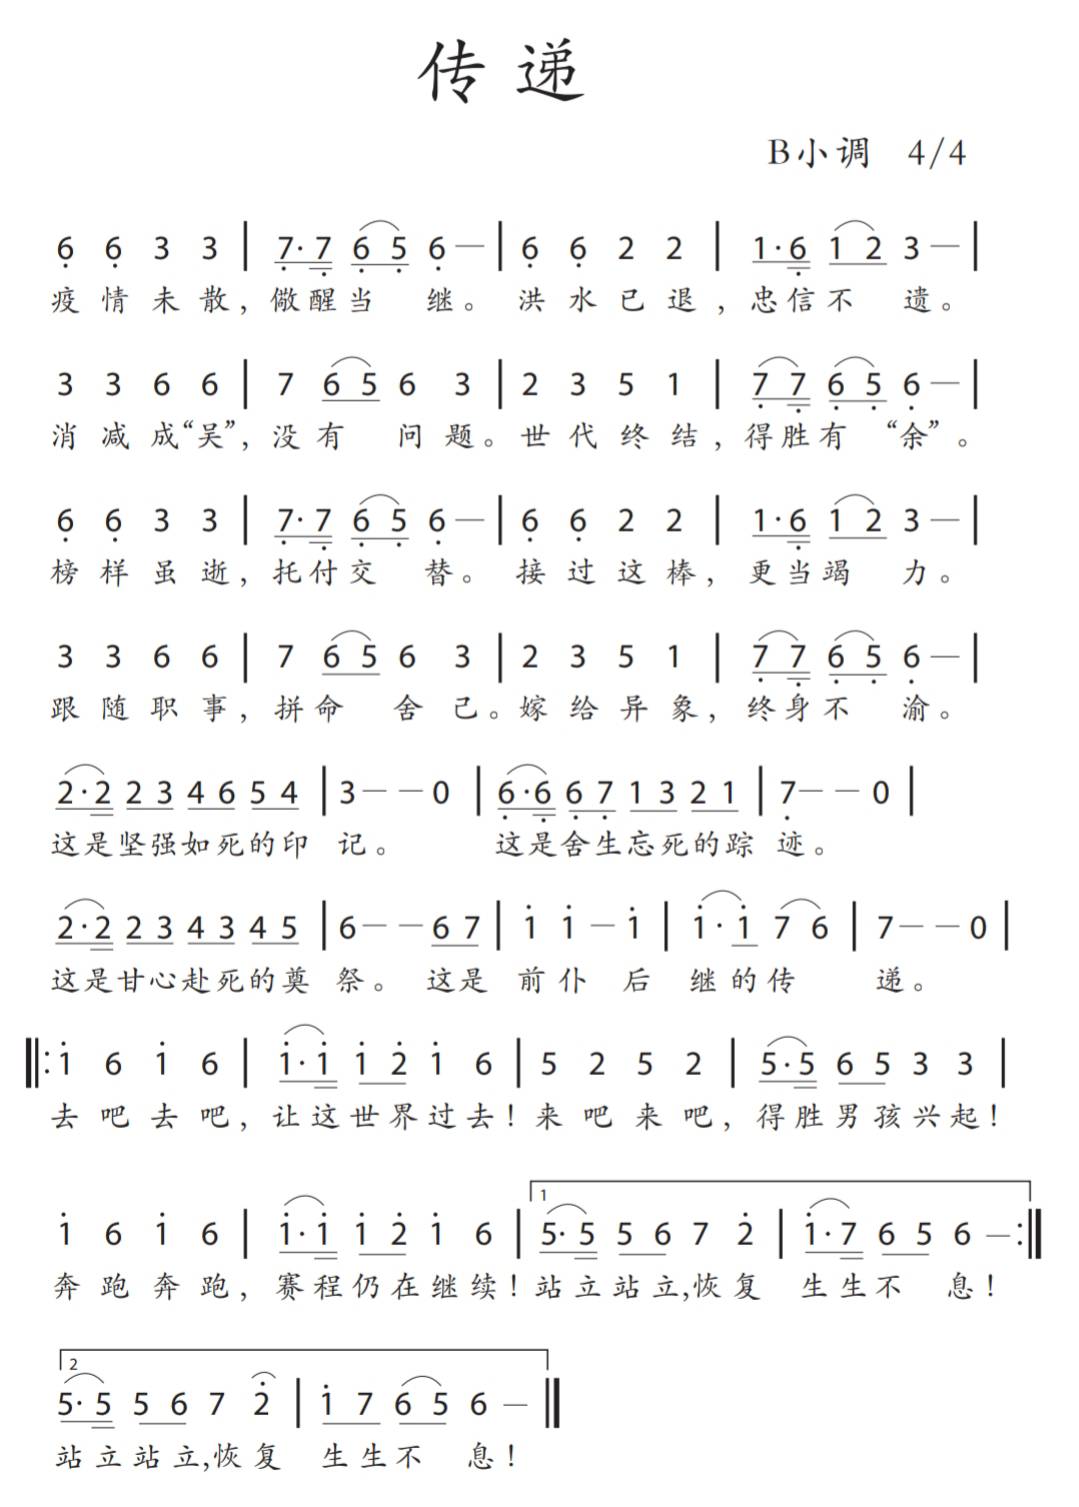 传递
B小调 4/4
6 6 3 3 | 7·7 6 5 6 — | 6 6 2 2 | 1·6 1 2 3 — |
疫情未散，儆醒当继。洪水已退，忠信不遗。
3 3 6 6 | 7 6 5 6 3 | 2 3 5 1 | 7 7 6 5 6 — |
消减成“吴”，没有问题。世代终结，得胜有“余”。
6 6 3 3 | 7·7 6 5 6 — | 6 6 2 2 | 1·6 1 2 3 — |
榜样虽逝，托付交替。接过这棒，更当竭力。
3 3 6 6 | 7 6 5 6 3 | 2 3 5 1 | 7 7 6 5 6 — |
跟随职事，拼命舍己。嫁给异象，终身不渝。
2·2 2 3 4 6 5 4 | 3 — — 0 | 6·6 6 7 1 3 2 1 | 7 — — 0 |
这是坚强如死的印记。这是舍生忘死的踪迹。
2·2 2 3 4 3 4 5 | 6 — — 6 7 | 1 1 — 1 | 1·1 7 6 | 7 — — 0 |
这是甘心赴死的奠祭。这是前仆后继的传递。
‖: 1 6 1 6 | 1·1 1 2 1 6 | 5 2 5 2 | 5·5 6 5 3 3 |
去吧去吧，让这世界过去！来吧来吧，得胜男孩兴起！
1
1 6 1 6 | 1·1 1 2 1 6 | 5·5 5 6 7 2 | 1·7 6 5 6 — :‖
奔跑奔跑，赛程仍在继续！站立站立,恢复生生不息！
2
5·5 5 6 7 2 | 1 7 6 5 6 — ‖
站立站立,恢复生生不息！